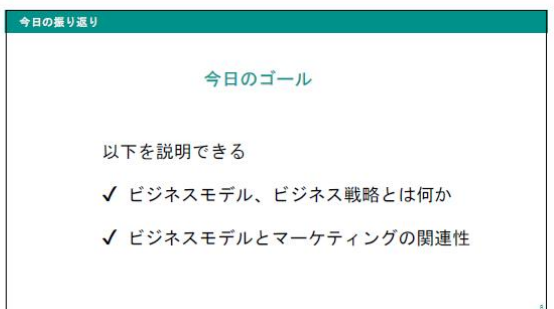 今日の振り返り
今日のゴール
以下を説明できる
✓ ビジネスモデル、ビジネス戦略とは何か
✓ ビジネスモデルとマーケティングの関連性